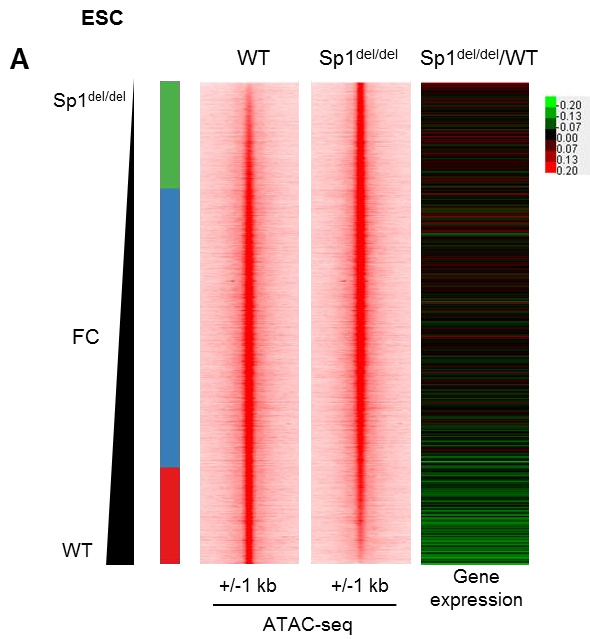 ESC
A
WT
Sp1del/del
Sp1del/del/WT
Sp1del/del
-0.20
-0.13
-0.07
0.00
0.07
0.13
0.20
FC
WT
+/-1 kb
+/-1 kb
Gene
expression
ATAC-seq